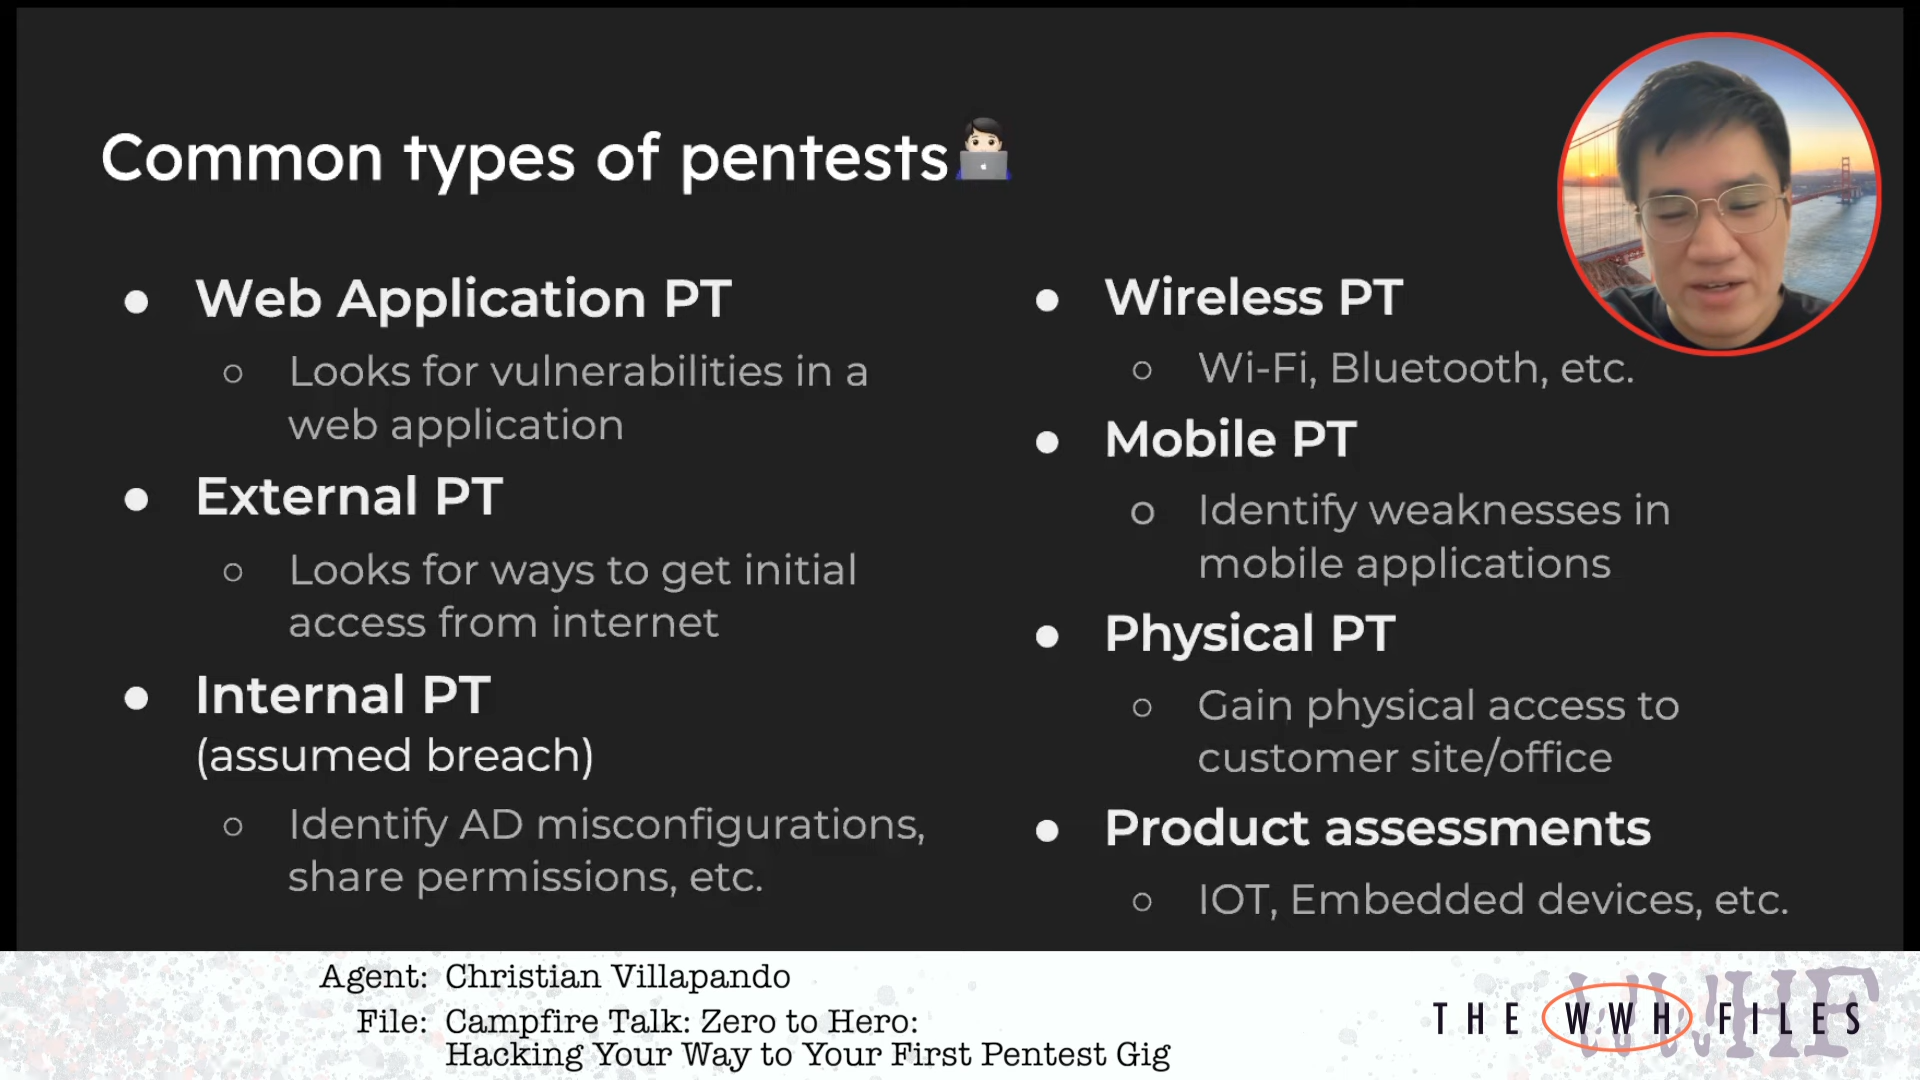 Common types of pentests
Web Application PT
Looks for vulnerabilities in a
web application
External PT
Looks for ways to get initial
access from internet
Internal PT
(assumed breach)
Identify AD misconfigurations,
share permissions, etc.
Wireless PT
Wi-Fi, Bluetooth, etc.
Mobile PT
Identify weaknesses in
mobile applications
Physical PT
Gain physical access to
customer site/office
Product assessments
IOT, Embedded devices, etc.
Agent: Christian Villapando
File: Campfire Talk: Zero to Hero:
Hacking Your Way to Your First Pentest Gig
WWHF
THE WWH FILES